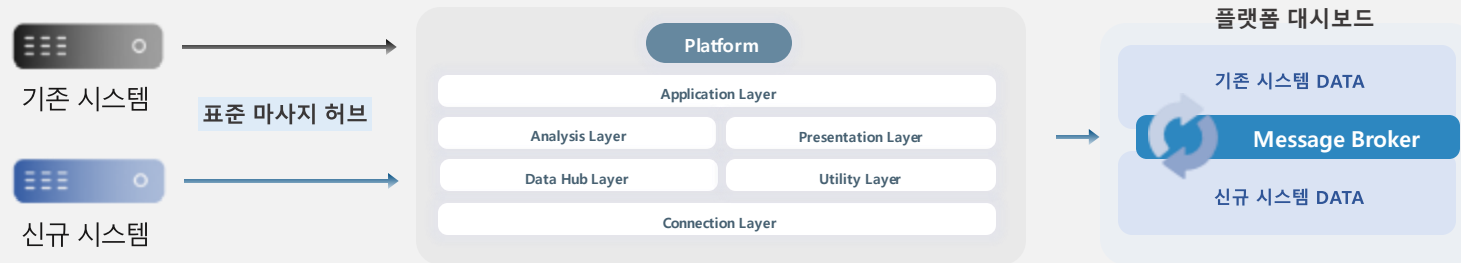 기존 시스템
표준 마사지 허브
신규 시스템
Platform
Application Layer
Analysis Layer
Presentation Layer
Data Hub Layer
Utility Layer
Connection Layer
플랫폼 대시보드
기존 시스템 DATA
Message Broker
신규 시스템 DATA